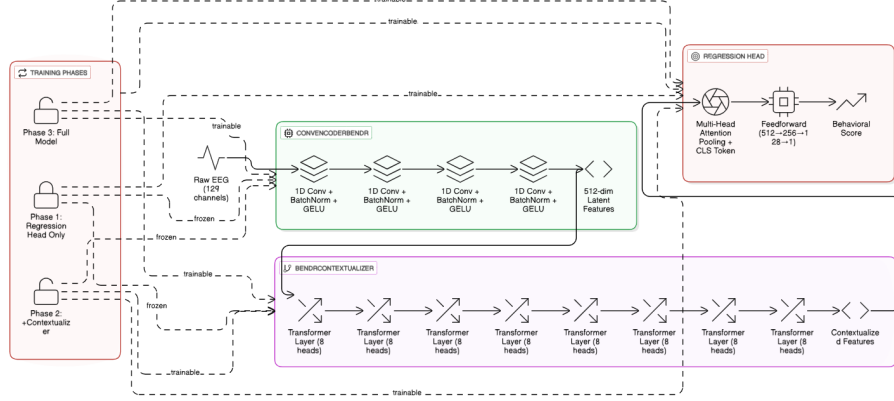 trainable
trainable
TRAINING PHASES
REGRESSION HEAD
Phase 3: Full
Model
trainable
Multi-Head
Attention
Pooling +
CLS Token
Feedforward
(512→256→1
28→1)
Behavioral
Score
trainable
CONVENCODERBENDR
Raw EEG
(129
channels)
1D Conv +
BatchNorm +
GELU
1D Conv +
BatchNorm +
GELU
1D Conv +
BatchNorm +
GELU
1D Conv +
BatchNorm +
GELU
512-dim
Latent
Features
Phase 1:
Regression
Head Only
frozen
frozen
trainable
BENDRCONTEXTUALIZER
frozen
Phase 2:
+Contextualiz
er
Transformer
Layer (8
heads)
Transformer
Layer (8
heads)
Transformer
Layer (8
heads)
Transformer
Layer (8
heads)
Transformer
Layer (8
heads)
Transformer
Layer (8
heads)
Transformer
Layer (8
heads)
Transformer
Layer (8
heads)
Contextualize
d Features
trainable
trainable